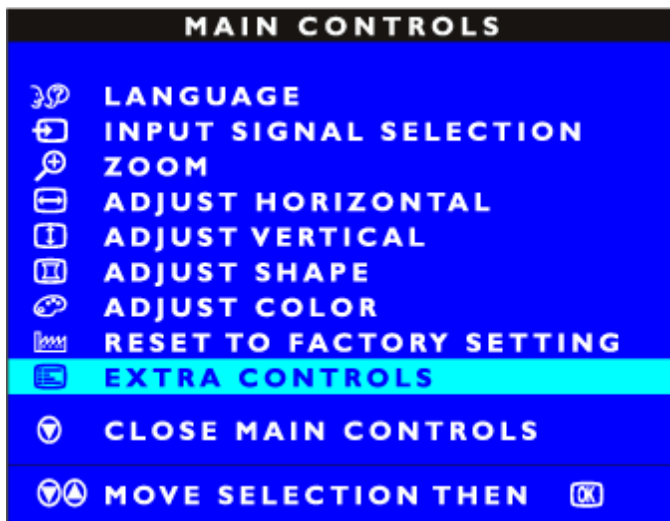 MAIN CONTROLS
LANGUAGE
INPUT SIGNAL SELECTION
ZOOM
ADJUST HORIZONTAL
ADJUST VERTICAL
ADJUST SHAPE
ADJUST COLOR
RESET TO FACTORY SETTING
EXTRA CONTROLS
CLOSE MAIN CONTROLS
MOVE SELECTION THEN OK